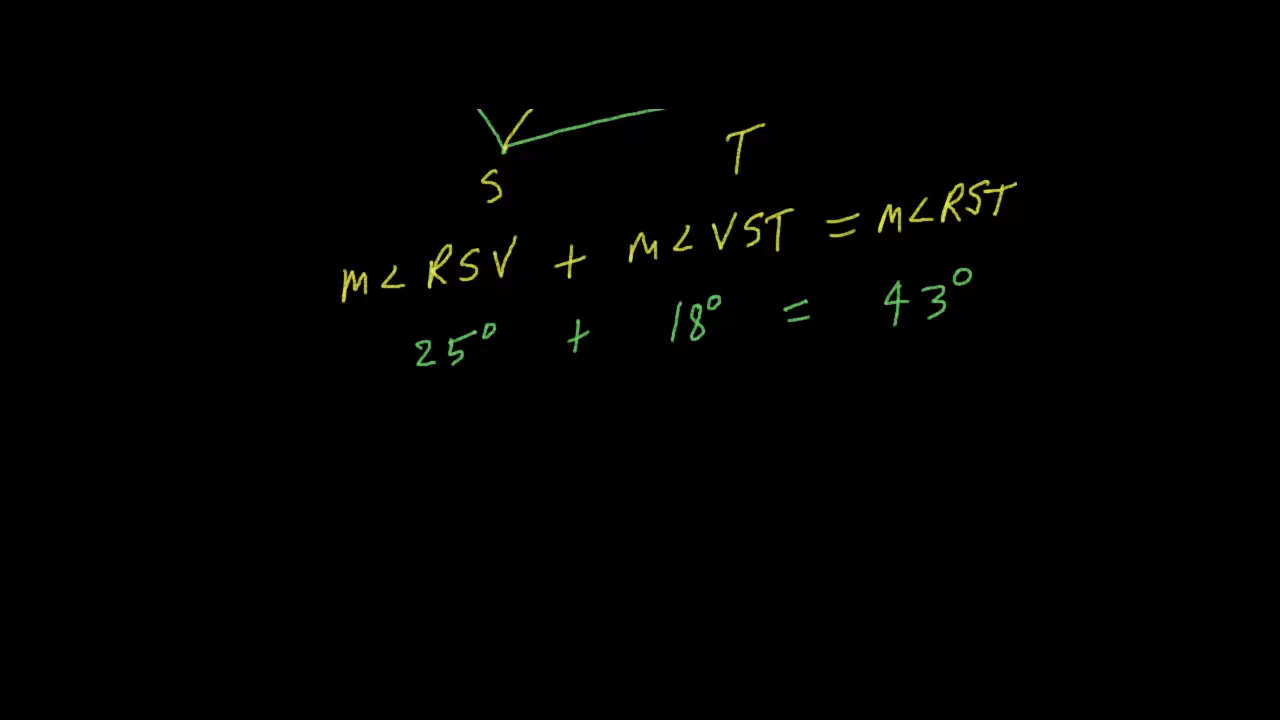 T
S
m< RSV + m< VST = m<RST
25° + 18° = 43°